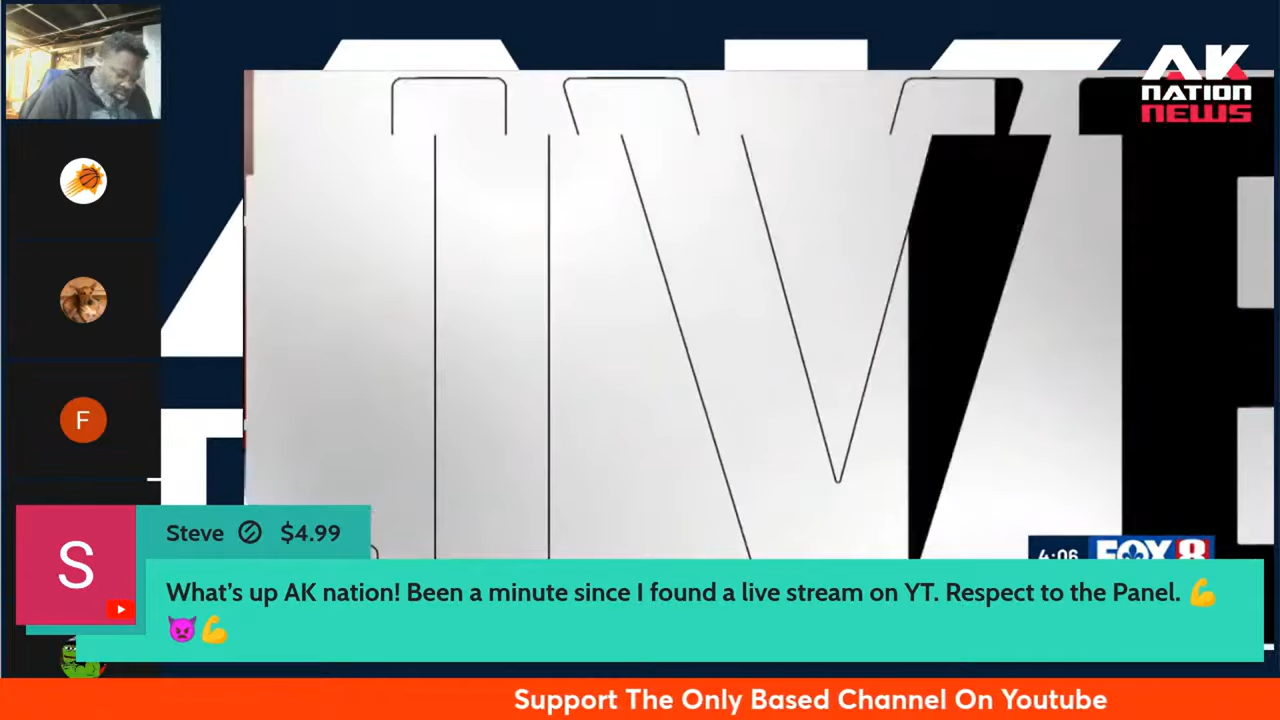 AK
NATION
NEWS
LIVE
F
4:06 FOX 8
S
Steve $4.99
What's up AK nation! Been a minute since I found a live stream on YT. Respect to the Panel. 💪
😈💪
Support The Only Based Channel On Youtube